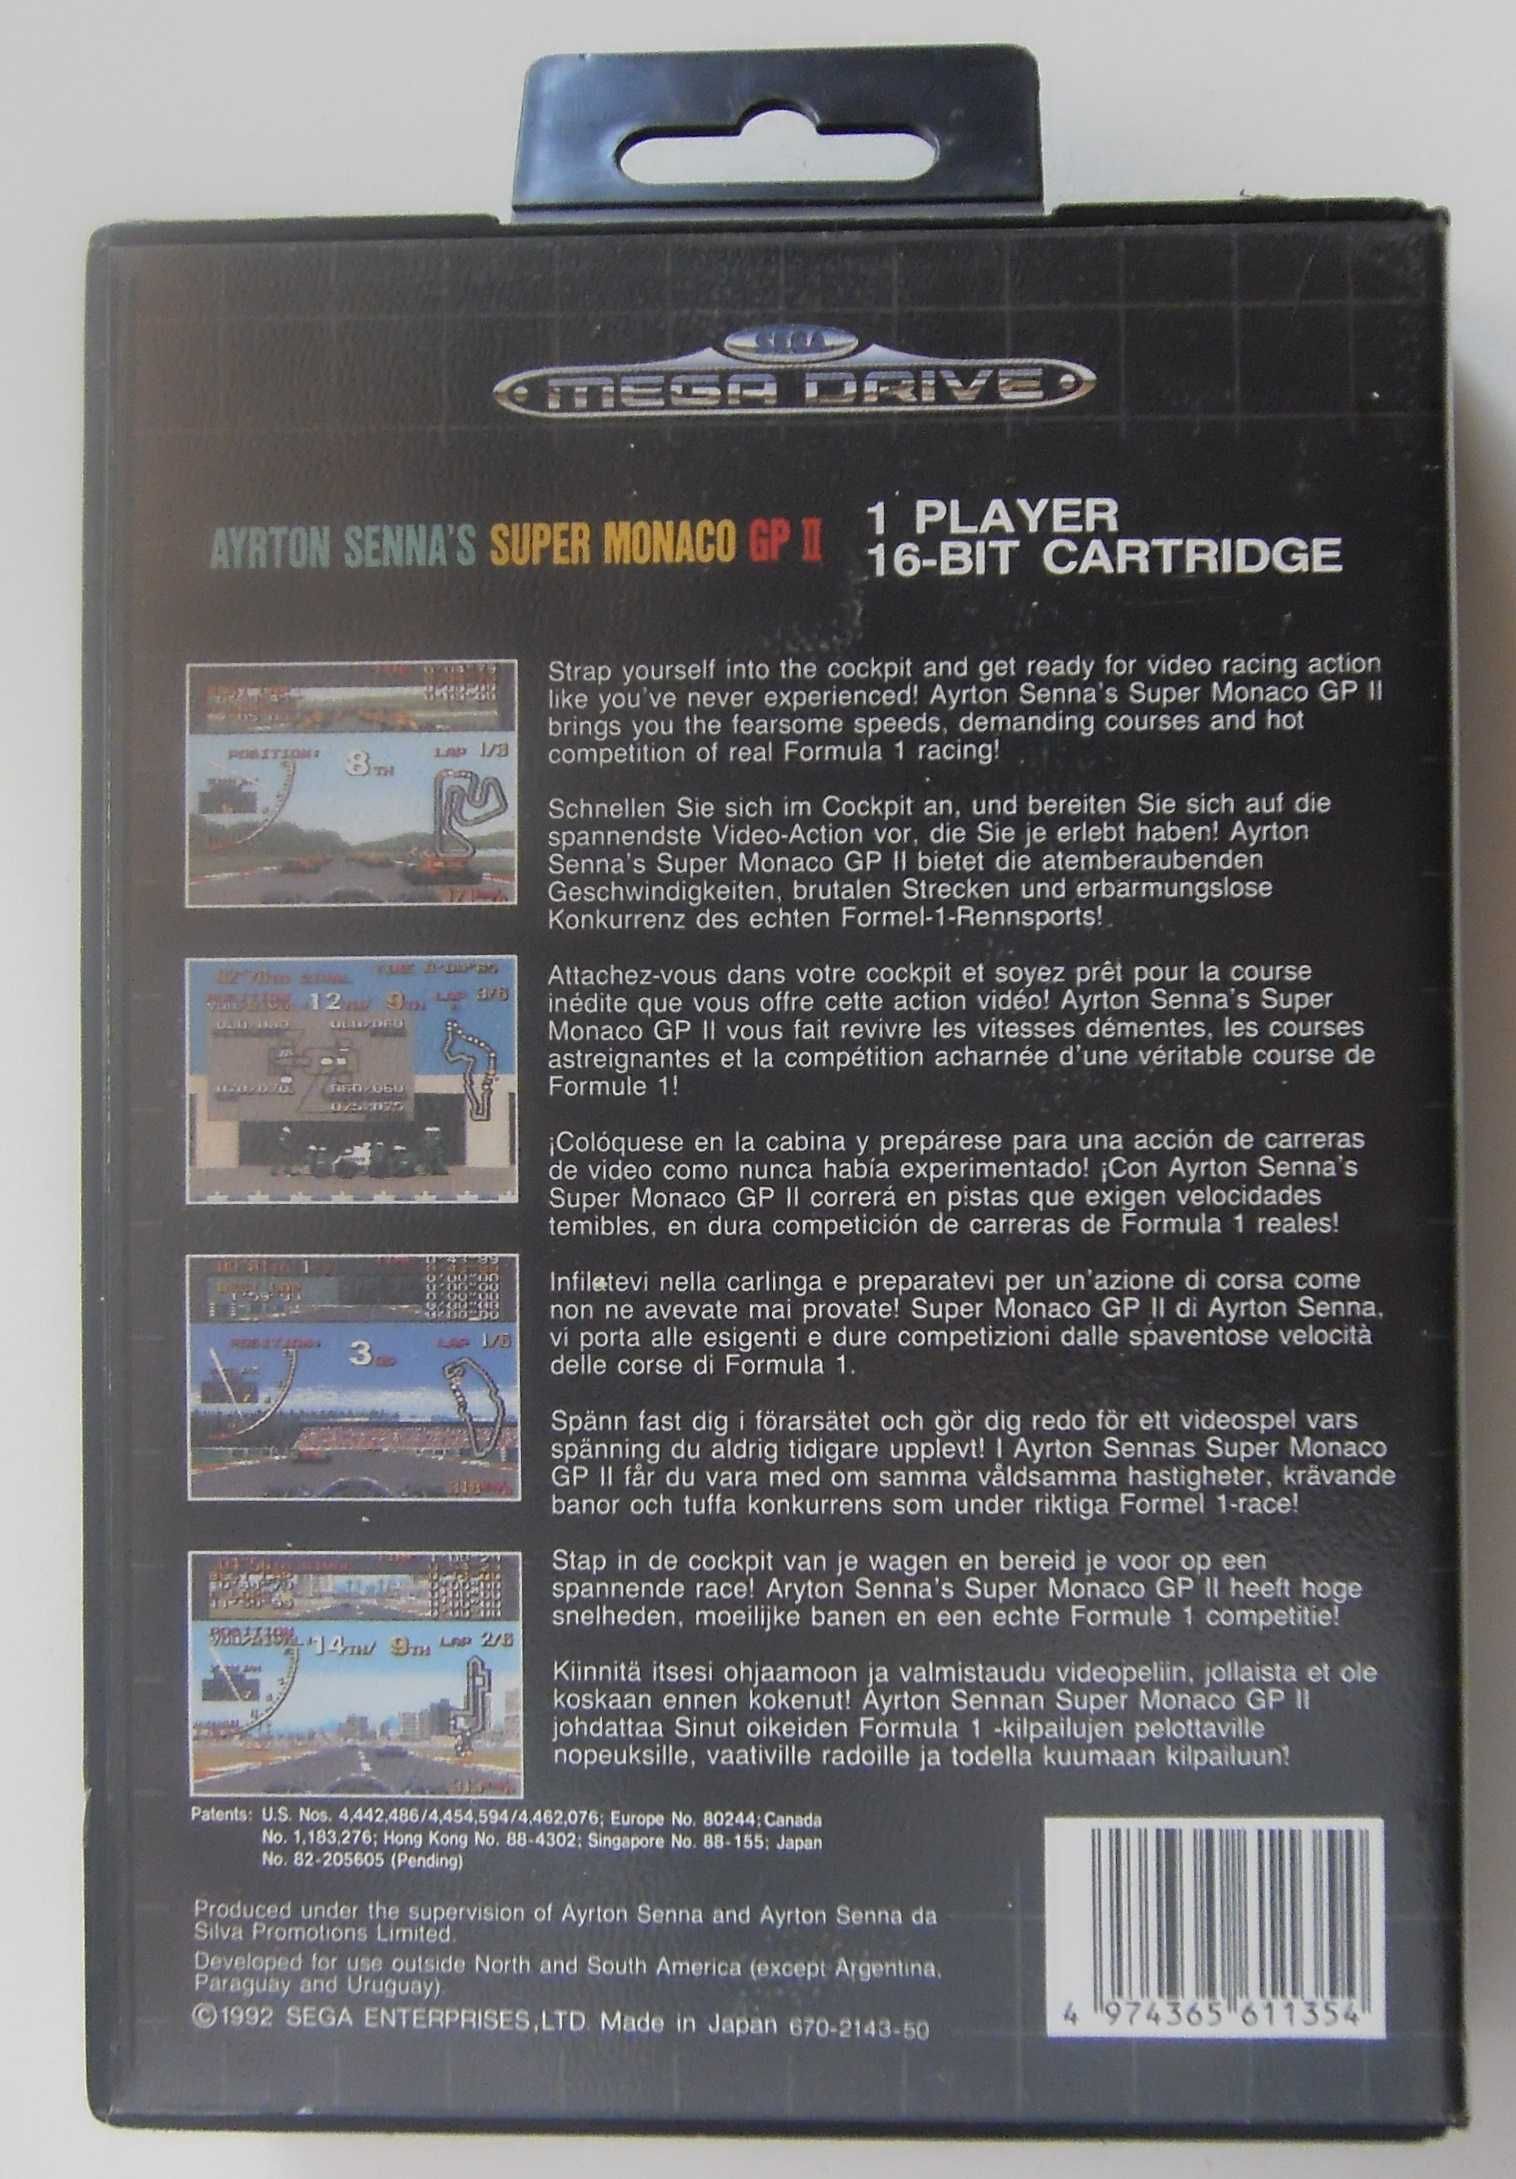 SEGA
MEGA DRIVE
AYRTON SENNA'S SUPER MONACO GP II
1 PLAYER
16-BIT CARTRIDGE
Strap yourself into the cockpit and get ready for video racing action
like you've never experienced! Ayrton Senna's Super Monaco GP II
brings you the fearsome speeds, demanding courses and hot
competition of real Formula 1 racing!
Schnellen Sie sich im Cockpit an, und bereiten Sie sich auf die
spannendste Video-Action vor, die Sie je erlebt haben! Ayrton
Senna's Super Monaco GP II bietet die atemberaubenden
Geschwindigkeiten, brutalen Strecken und erbarmungslose
Konkurrenz des echten Formel-1-Rennsports!
Attachez-vous dans votre cockpit et soyez prêt pour la course
inédite que vous offre cette action vidéo! Ayrton Senna's Super
Monaco GP II vous fait revivre les vitesses démentes, les courses
astreignantes et la compétition acharnée d'une véritable course de
Formule 1!
¡Colóquese en la cabina y prepárese para una acción de carreras
de video como nunca había experimentado! ¡Con Ayrton Senna's
Super Monaco GP II correrá en pistas que exigen velocidades
temibles, en dura competición de carreras de Formula 1 reales!
Infilatevi nella carlinga e preparatevi per un'azione di corsa come
non ne avevate mai provate! Super Monaco GP II di Ayrton Senna,
vi porta alle esigenti e dure competizioni dalle spaventose velocità
delle corse di Formula 1.
Spänn fast dig i förarsätet och gör dig redo för ett videospel vars
spänning du aldrig tidigare upplevt! I Ayrton Sennas Super Monaco
GP II får du vara med om samma våldsamma hastigheter, krävande
banor och tuffa konkurrens som under riktiga Formel 1-race!
Stap in de cockpit van je wagen en bereid je voor op een
spannende race! Aryton Senna's Super Monaco GP II heeft hoge
snelheden, moeilijke banen en een echte Formule 1 competitie!
Kiinnitä itsesi ohjaamoon ja valmistaudu videopeliin, jollaista et ole
koskaan ennen kokenut! Ayrton Sennan Super Monaco GP II
johdattaa Sinut oikeiden Formula 1 -kilpailujen pelottaville
nopeuksille, vaativille radoille ja todella kuumaan kilpailuun!
POSITION: 8TH LAP 1/3
12TH/ 9TH LAP 3/6
POSITION: 3RD LAP 1/6
POSITION
14TH/ 9TH LAP 2/6
Patents: U.S. Nos. 4,442,486/4,454,594/4,462,076; Europe No. 80244; Canada
No. 1,183,276; Hong Kong No. 88-4302; Singapore No. 88-155; Japan
No. 82-205605 (Pending)
Produced under the supervision of Ayrton Senna and Ayrton Senna da
Silva Promotions Limited.
Developed for use outside North and South America (except Argentina,
Paraguay and Uruguay).
©1992 SEGA ENTERPRISES,LTD. Made in Japan 670-2143-50
4 974365 611354